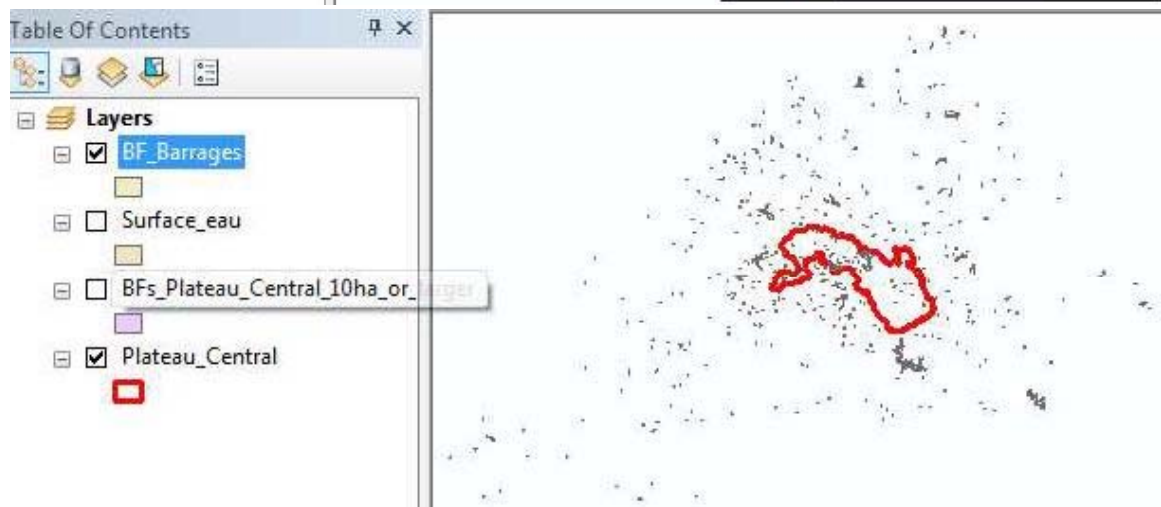 Table Of Contents
Layers
BF_Barrages
Surface_eau
BFs_Plateau_Central_10ha_or_larger
Plateau_Central